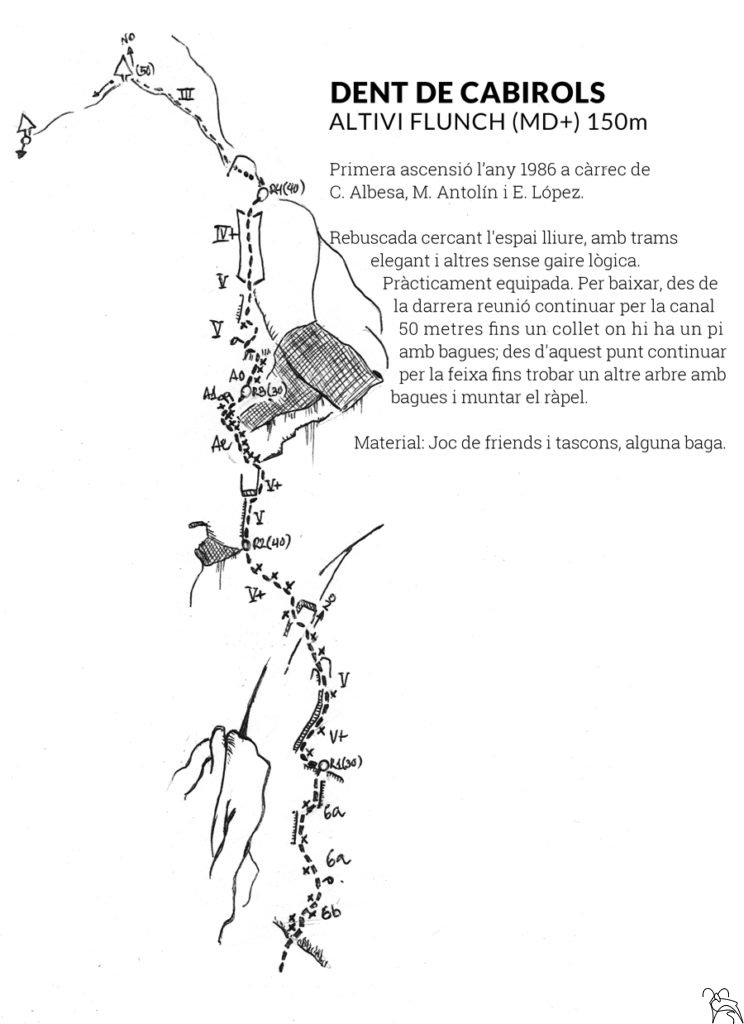 DENT DE CABIROLS
ALTIVI FLUNCH (MD+) 150m
Primera ascensió l'any 1986 a càrrec de
C. Albesa, M. Antolín i E. López.
Rebuscada cercant l'espai lliure, amb trams
elegant i altres sense gaire lògica.
Pràcticament equipada. Per baixar, des de
la darrera reunió continuar per la canal
50 metres fins un collet on hi ha un pi
amb bagues; des d'aquest punt continuar
per la feixa fins trobar un altre arbre amb
bagues i muntar el ràpel.
Material: Joc de friends i tascons, alguna baga.
NO
(50)
III
R4(40)
IV+
V
V
A0
R3(30)
A1
Ae
V+
V
R2(40)
V+
NO
V
V+
R1(30)
6a
6a
6b